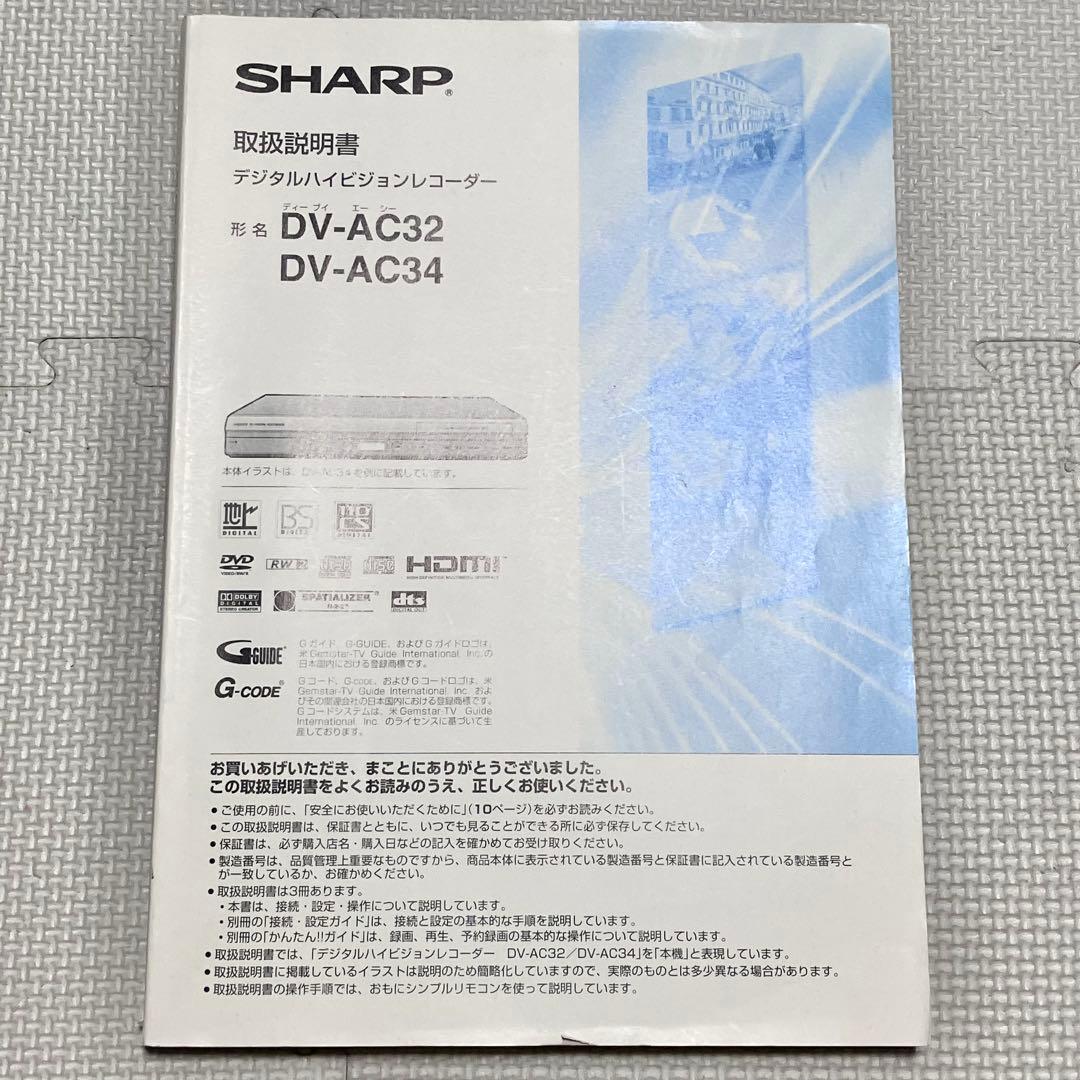 SHARP®
取扱説明書
デジタルハイビジョンレコーダー
ディー ブイ エー シー
形名 DV-AC32
DV-AC34
本体イラストは、DV-AC34を例に記載しています。
地上 DIGITAL
BS DIGITAL
110 CS DIGITAL
DVD VIDEO/RW/R
RW
DISC
DISC
HDMI
HIGH-DEFINITION MULTIMEDIA INTERFACE
DOLBY DIGITAL STEREO CREATOR
SPATIALIZER®
dts DIGITAL OUT
G-GUIDE®
Gガイド、G-GUIDE、およびGガイドロゴは、
米Gemstar-TV Guide International, Inc.の
日本国内における登録商標です。
G-CODE®
Gコード、G-CODE、およびGコードロゴは、米
Gemstar-TV Guide International, Inc. およ
びその関連会社の日本国内における登録商標です。
Gコードシステムは、米Gemstar-TV Guide
International, Inc. のライセンスに基づいて生
産しております。
お買いあげいただき、まことにありがとうございました。
この取扱説明書をよくお読みのうえ、正しくお使いください。
●ご使用の前に、「安全にお使いいただくために」(10ページ)を必ずお読みください。
●この取扱説明書は、保証書とともに、いつでも見ることができる所に必ず保存してください。
●保証書は、必ず購入店名・購入日などの記入を確かめてお受け取りください。
●製造番号は、品質管理上重要なものですから、商品本体に表示されている製造番号と保証書に記入されている製造番号と
が一致しているか、お確かめください。
●取扱説明書は3冊あります。
・本書は、接続・設定・操作について説明しています。
・別冊の「接続・設定ガイド」は、接続と設定の基本的な手順を説明しています。
・別冊の「かんたん!!ガイド」は、録画、再生、予約録画の基本的な操作について説明しています。
●取扱説明書では、「デジタルハイビジョンレコーダー DV-AC32／DV-AC34」を「本機」と表現しています。
●取扱説明書に掲載しているイラストは説明のため簡略化していますので、実際のものとは多少異なる場合があります。
●取扱説明書の操作手順では、おもにシンプルリモコンを使って説明しています。